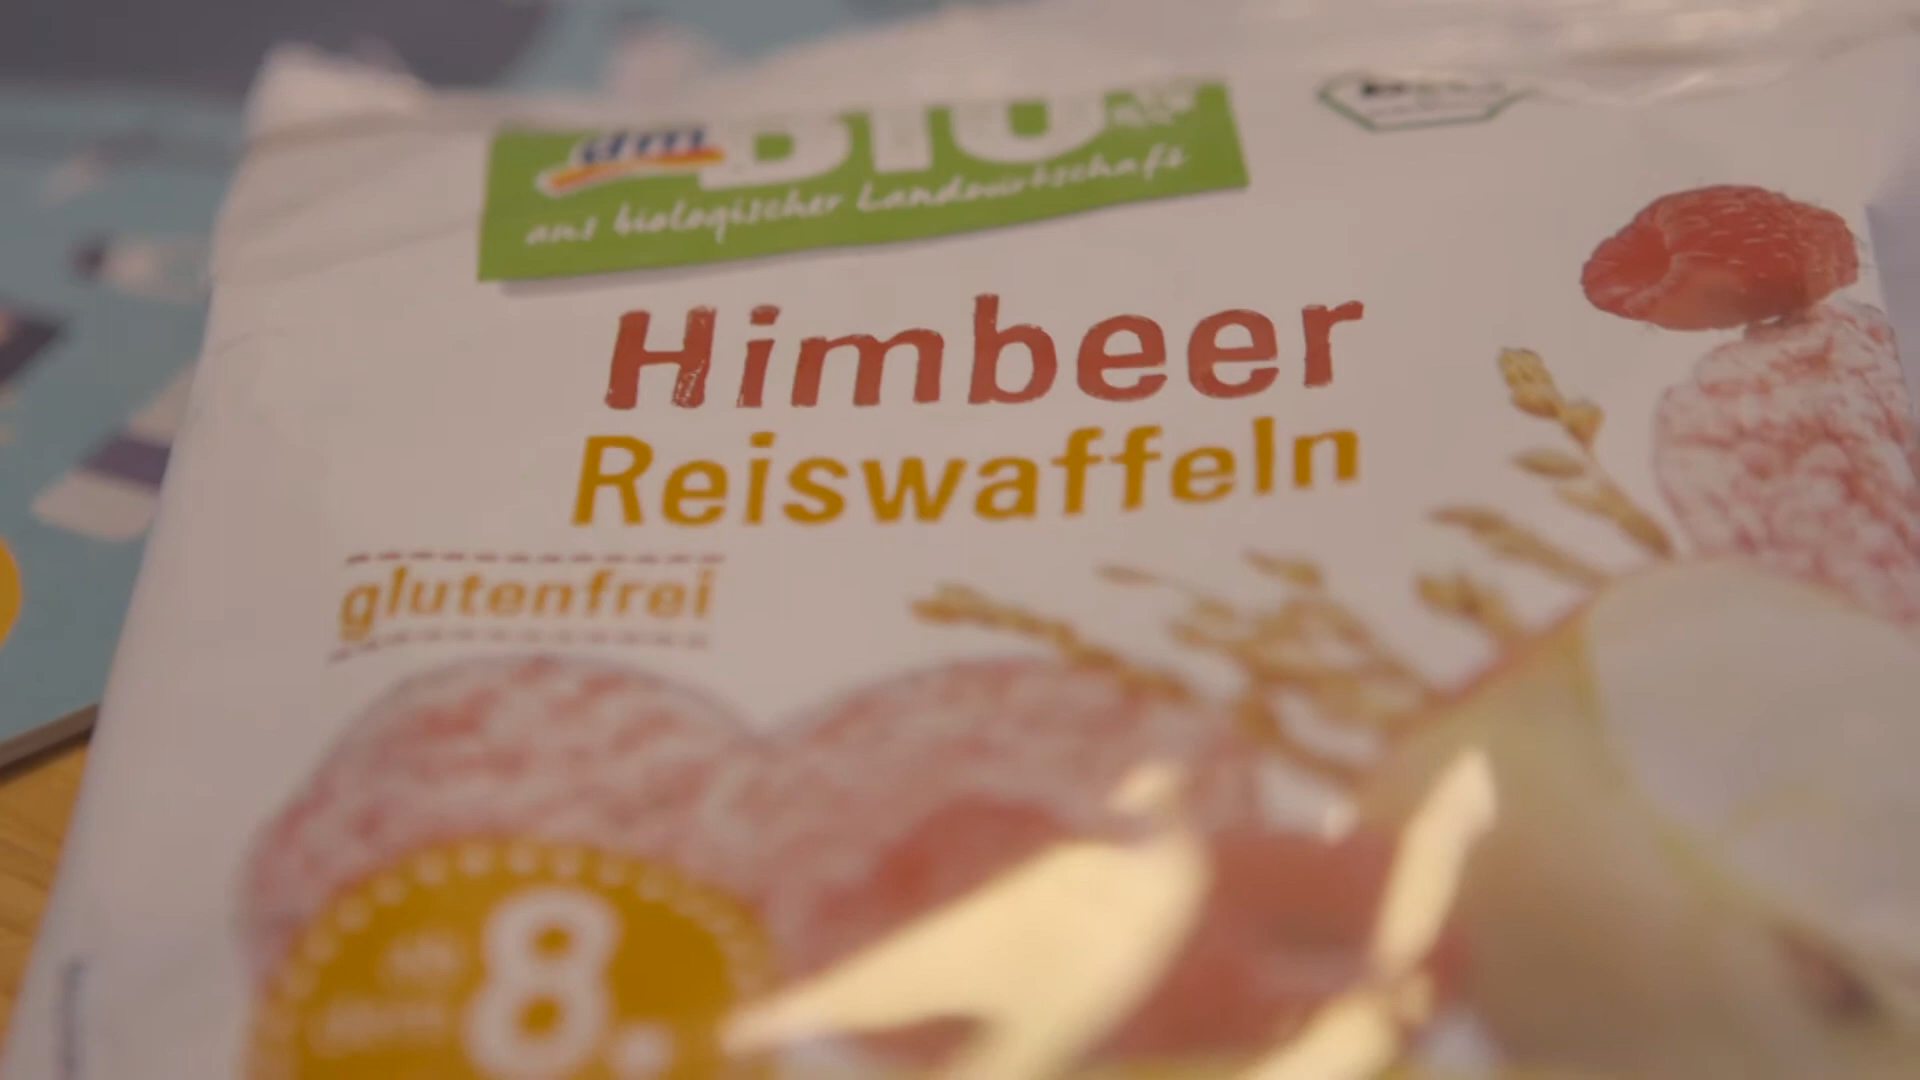 dm BIO
aus biologischer Landwirtschaft
Himbeer
Reiswaffeln
glutenfrei
8.